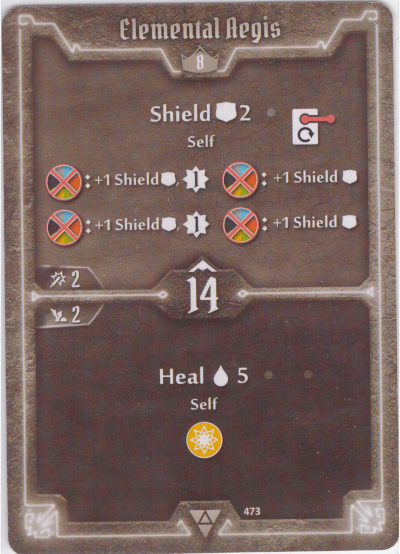 Elemental Aegis
8
Shield 2
Self
: +1 Shield, 1 : +1 Shield
: +1 Shield, 1 : +1 Shield
2
14
2
Heal 5
Self
473